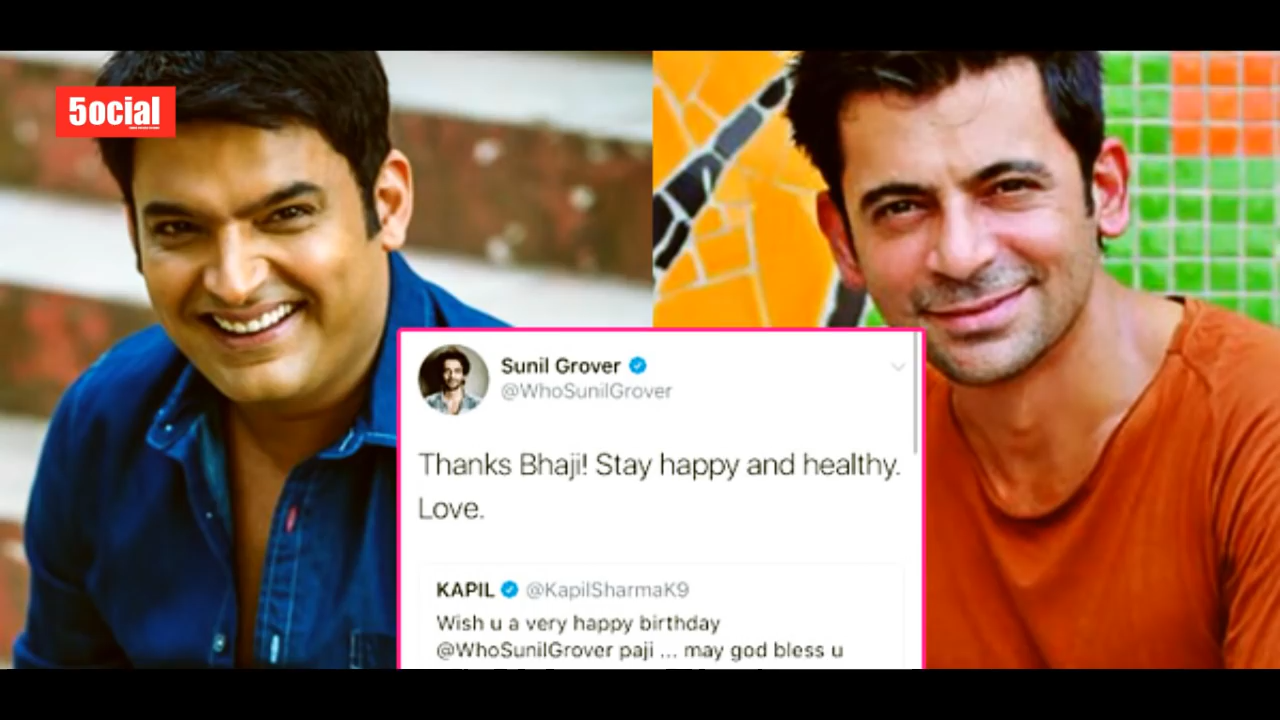 5ocial
Sunil Grover
@WhoSunilGrover
Thanks Bhaji! Stay happy and healthy.
Love.
KAPIL @KapilSharmaK9
Wish u a very happy birthday
@WhoSunilGrover paji ... may god bless u